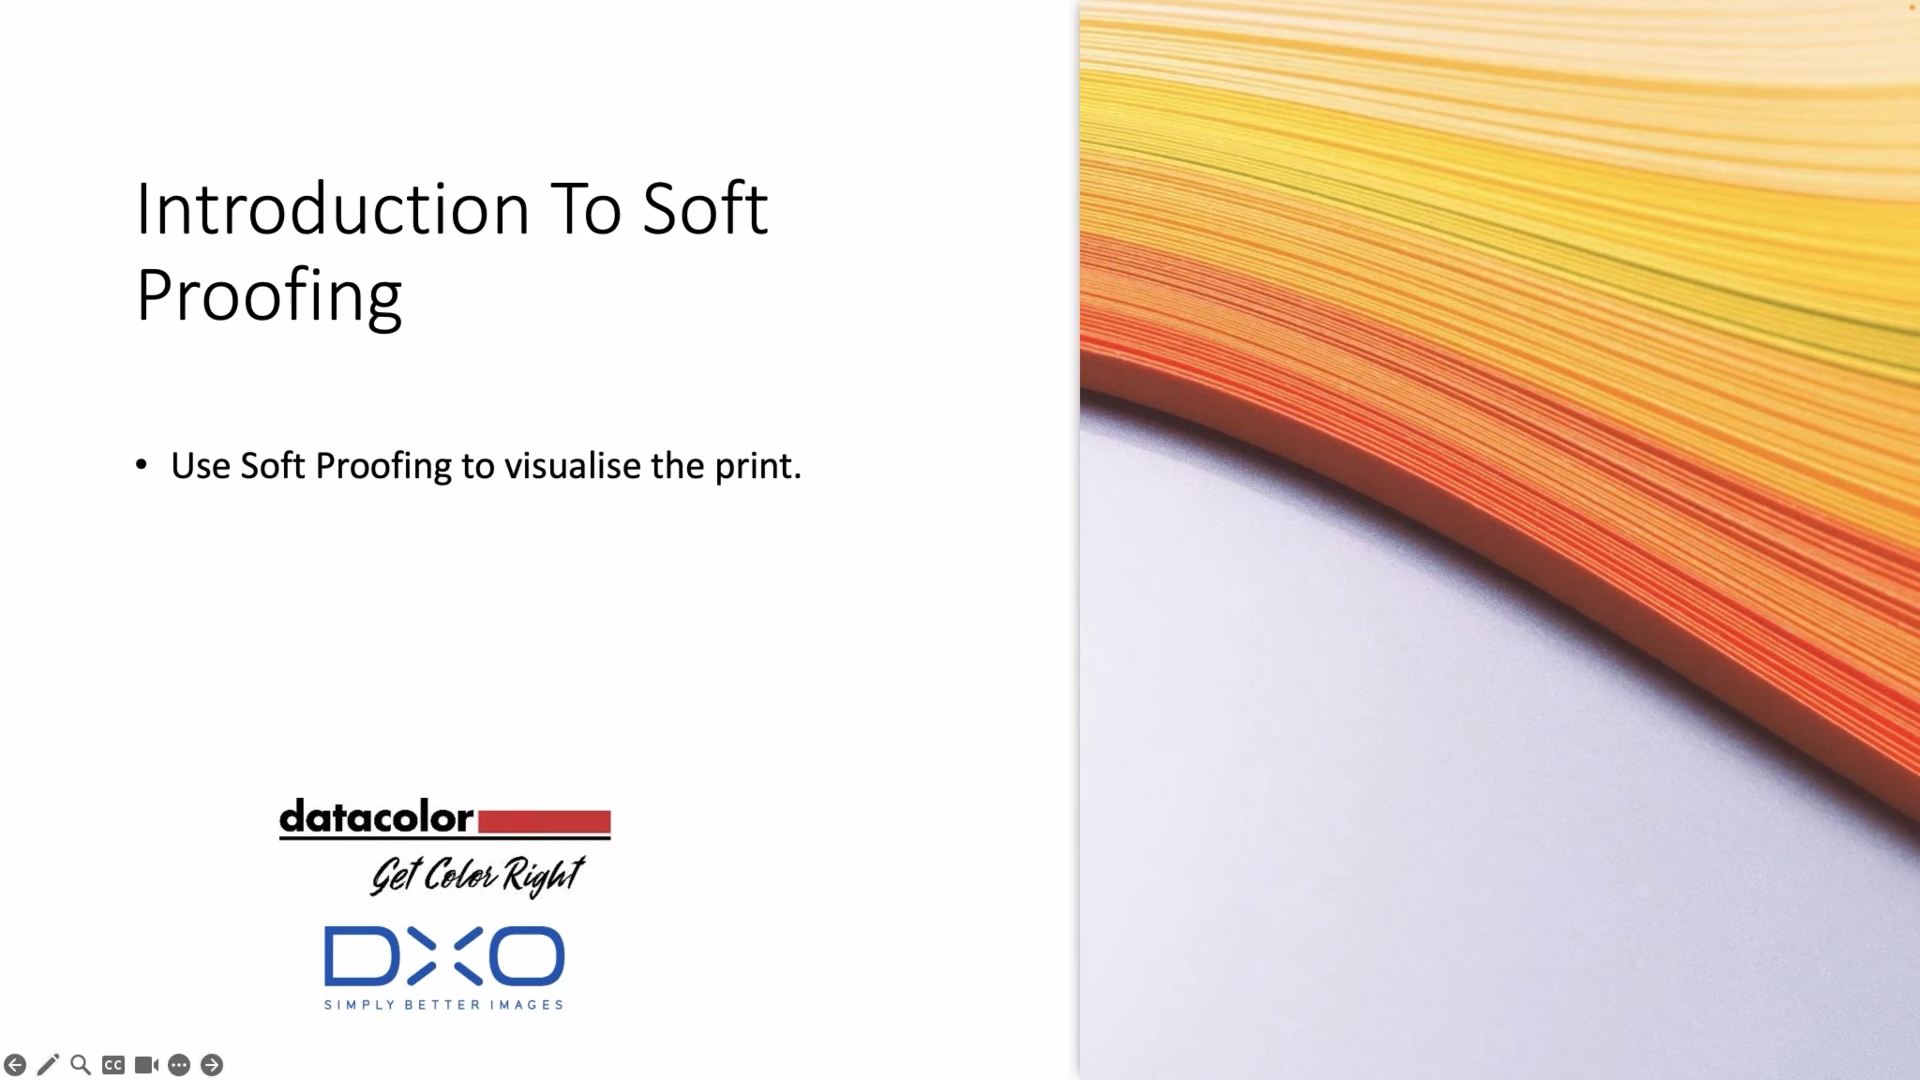 Introduction To Soft
Proofing
• Use Soft Proofing to visualise the print.
datacolor
Get Color Right
DXO
SIMPLY BETTER IMAGES
CC